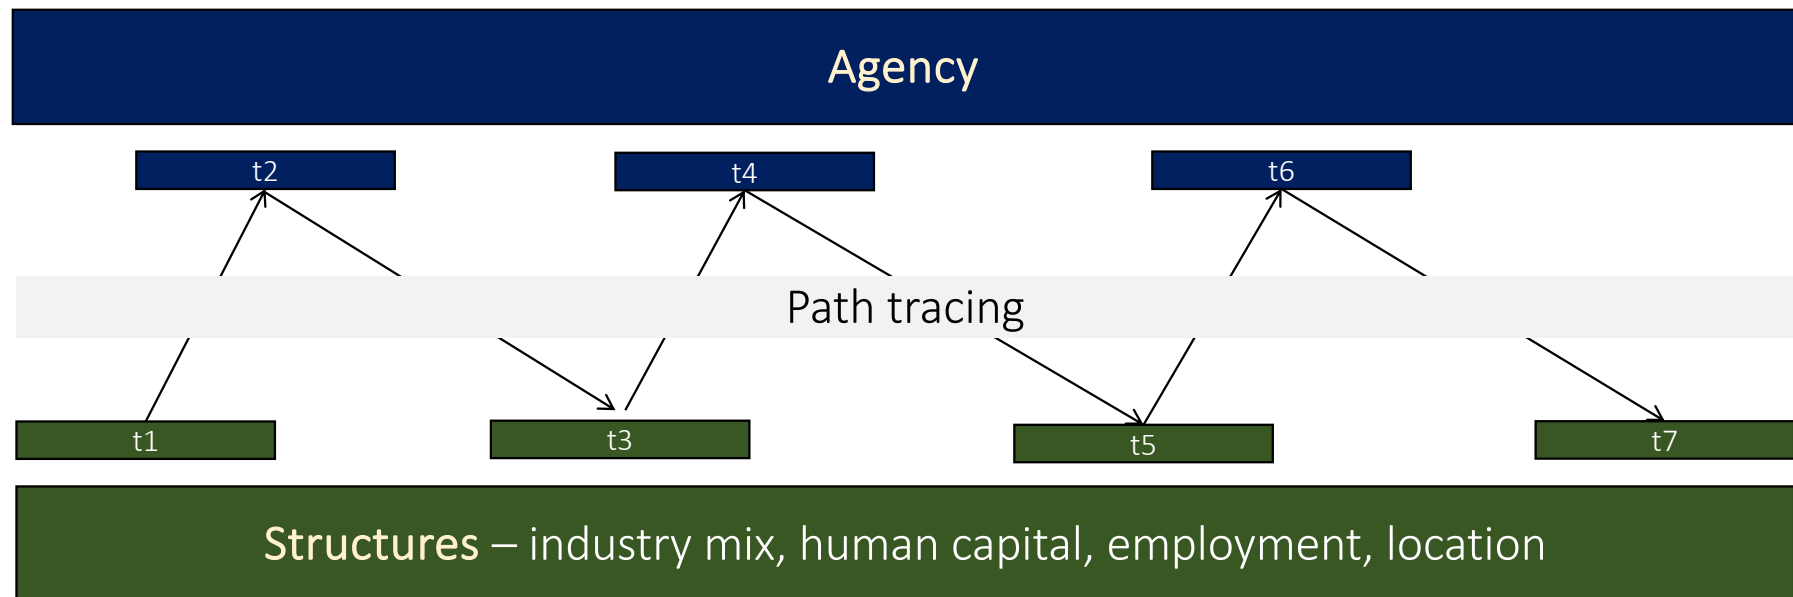 Agency
t2
t4
t6
Path tracing
t1
t3
t5
t7
Structures – industry mix, human capital, employment, location